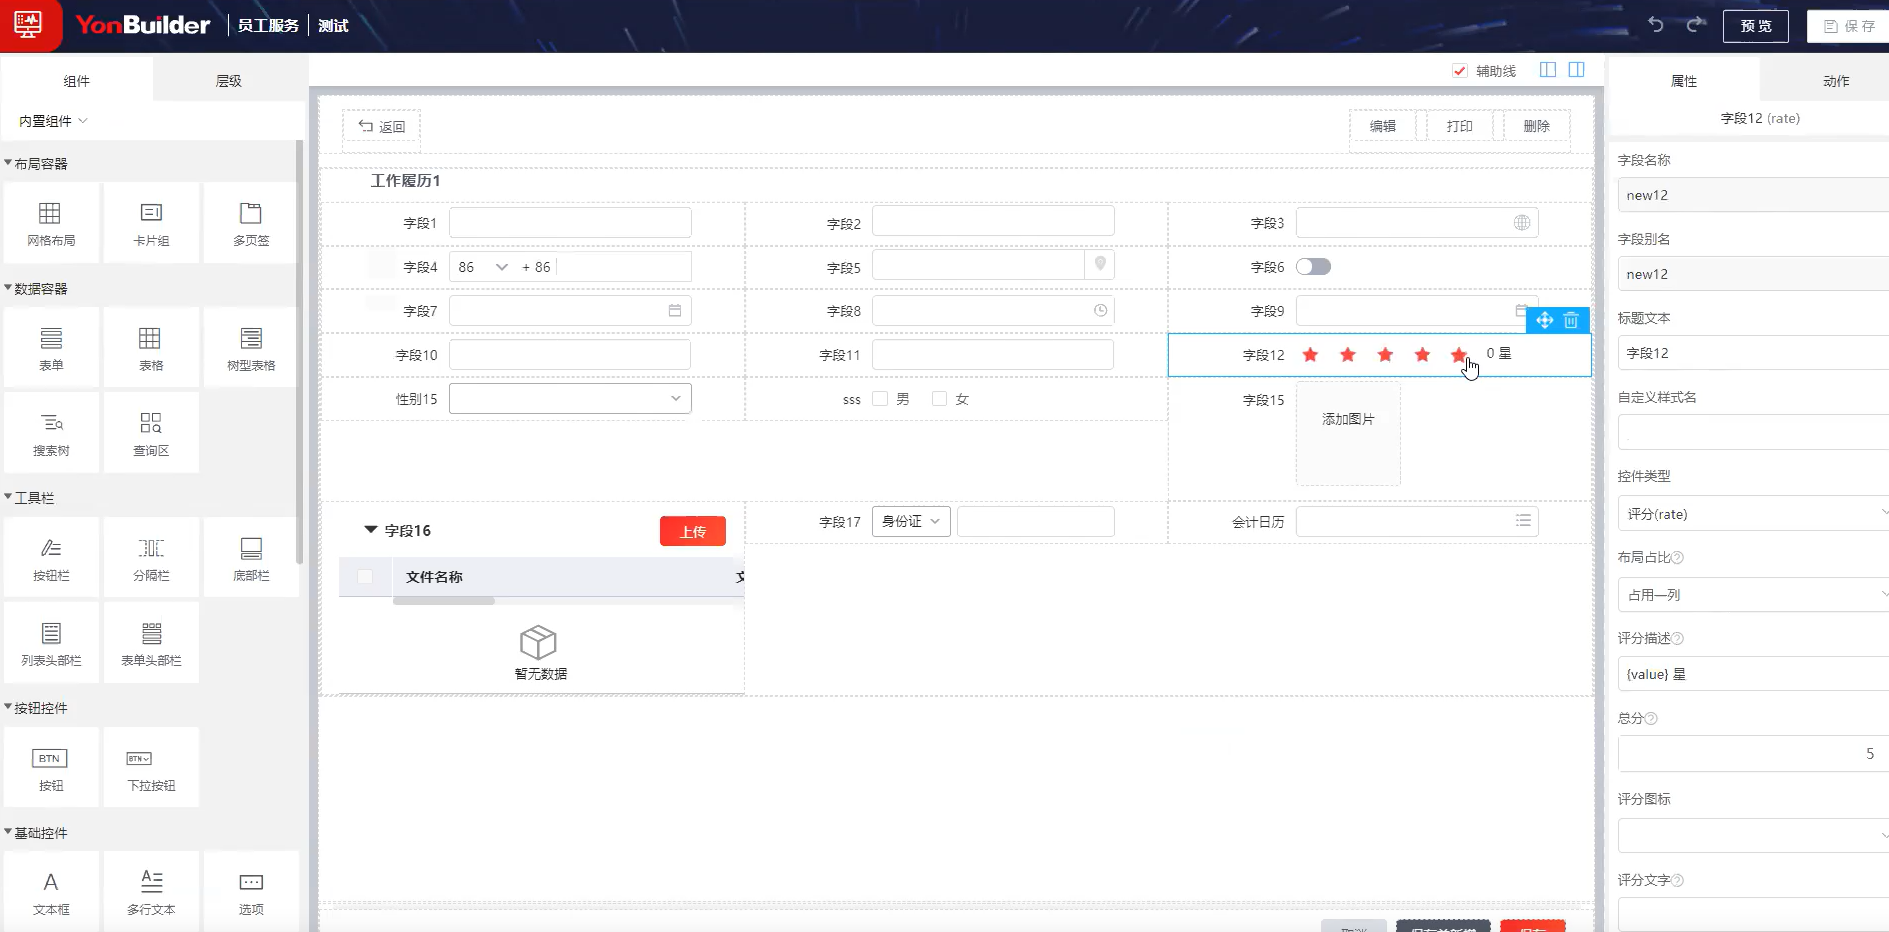 YonBuilder 员工服务 测试 预览 保存
组件 层级
内置组件
布局容器
网格布局 卡片组 多页签
数据容器
表单 表格 树型表格
搜索树 查询区
工具栏
按钮栏 分隔栏 底部栏
列表头部栏 表单头部栏
按钮控件
BTN BTN
按钮 下拉按钮
基础控件
文本框 多行文本 选项
辅助线
返回 编辑 打印 删除
工作履历1
字段1 字段2 字段3
字段4 86 + 86 字段5 字段6
字段7 字段8 字段9
字段10 字段11 字段12 0 星
性别15 sss 男 女 字段15
添加图片
字段16 上传 字段17 身份证 会计日历
文件名称
暂无数据
属性 动作
字段12 (rate)
字段名称
new12
字段别名
new12
标题文本
字段12
自定义样式名
控件类型
评分(rate)
布局占比
占用一列
评分描述
{value} 星
总分
5
评分图标
评分文字